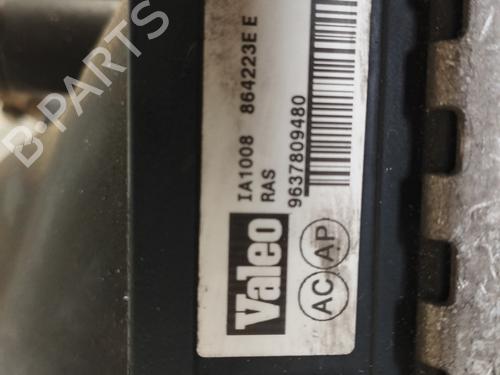 IA1008 864223E E
RAS
9637809480
Valeo
AC AP
B-PARTS